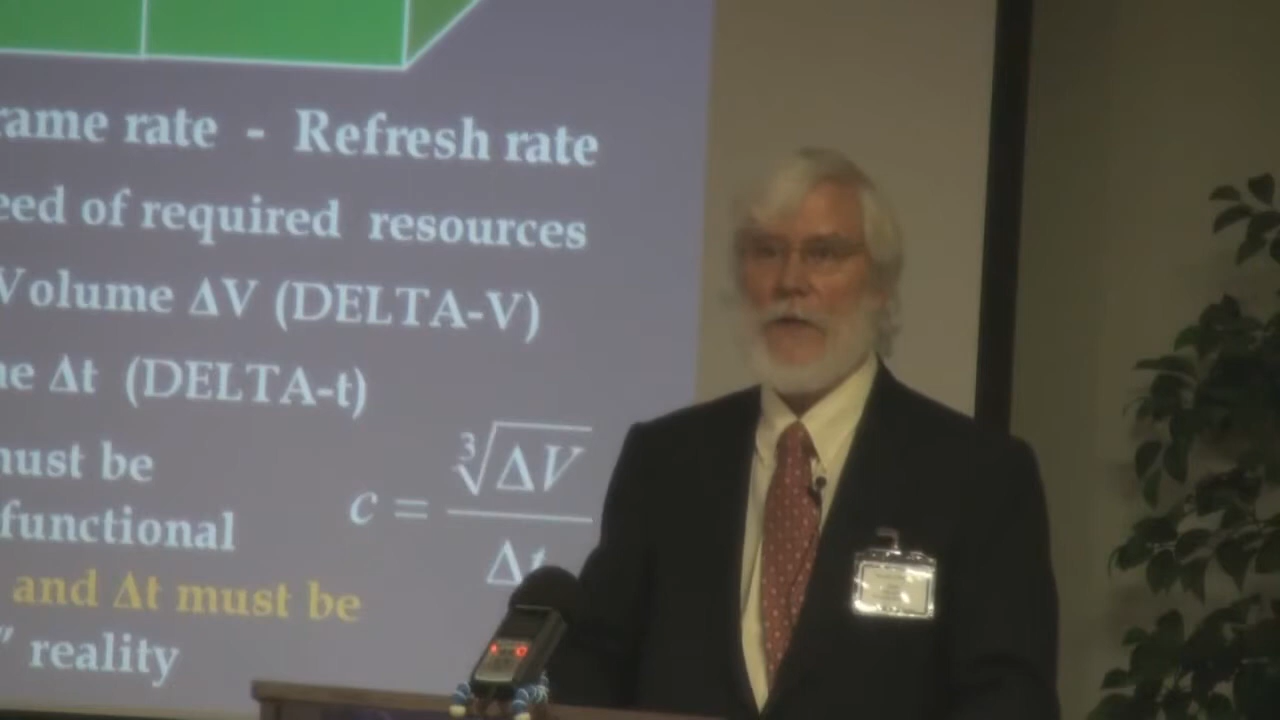 rame rate - Refresh rate
eed of required resources
Volume ΔV (DELTA-V)
me Δt (DELTA-t)
must be
functional
c = ∛ΔV / Δt
and Δt must be
” reality